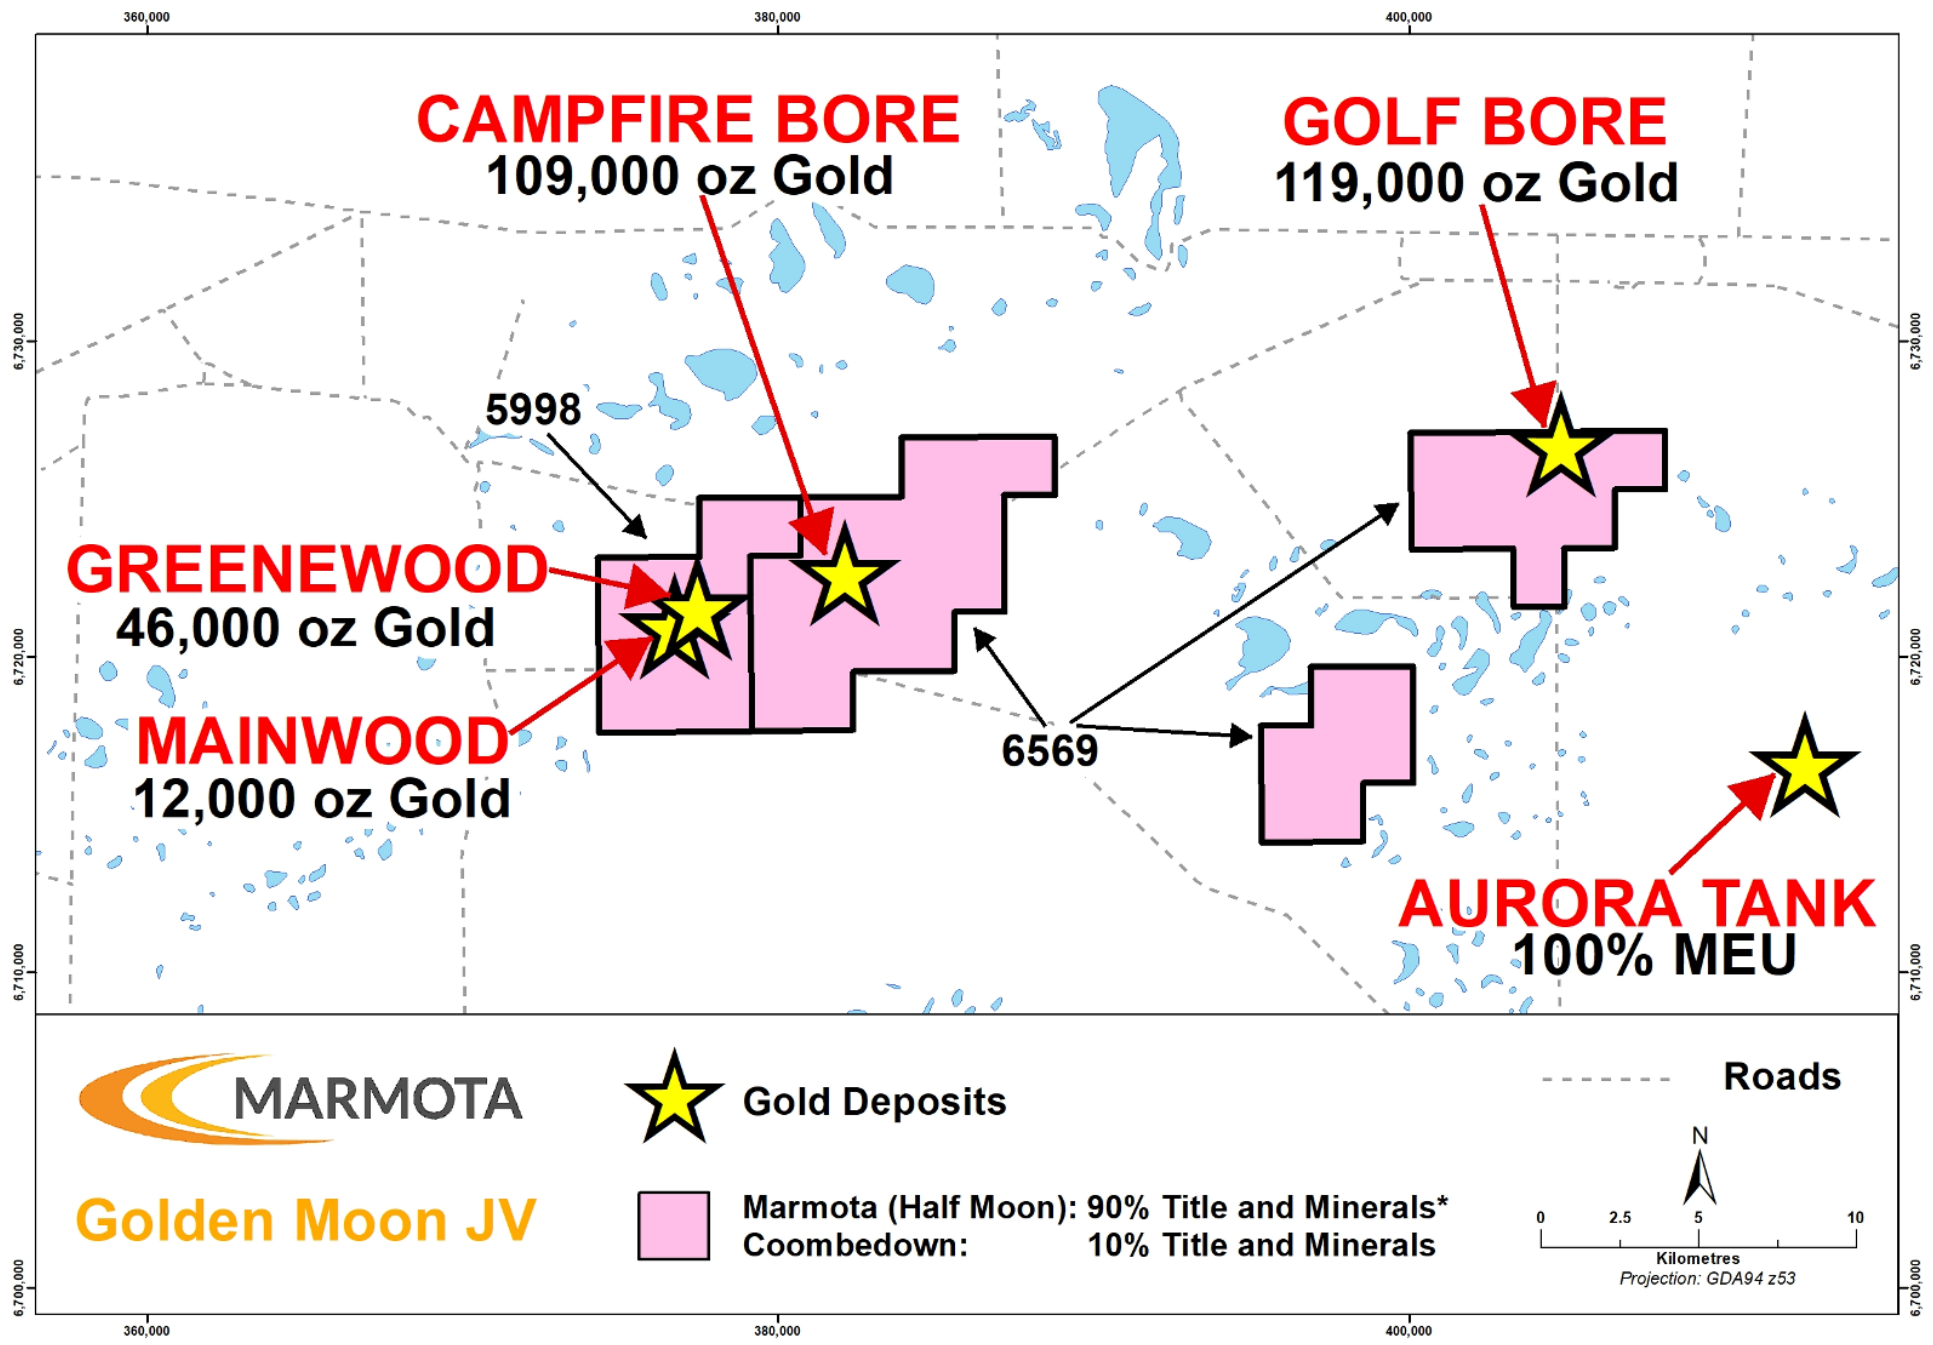 360,000
380,000
400,000
CAMPFIRE BORE
109,000 oz Gold
GOLF BORE
119,000 oz Gold
6,730,000
6,730,000
5998
GREENEWOOD
46,000 oz Gold
6,720,000
6,720,000
MAINWOOD
12,000 oz Gold
6569
AURORA TANK
100% MEU
6,710,000
6,710,000
MARMOTA
Golden Moon JV
Gold Deposits
Marmota (Half Moon): 90% Title and Minerals*
Coombedown: 10% Title and Minerals
Roads
N
0 2.5 5 10
Kilometres
Projection: GDA94 z53
6,700,000
6,700,000
360,000
380,000
400,000